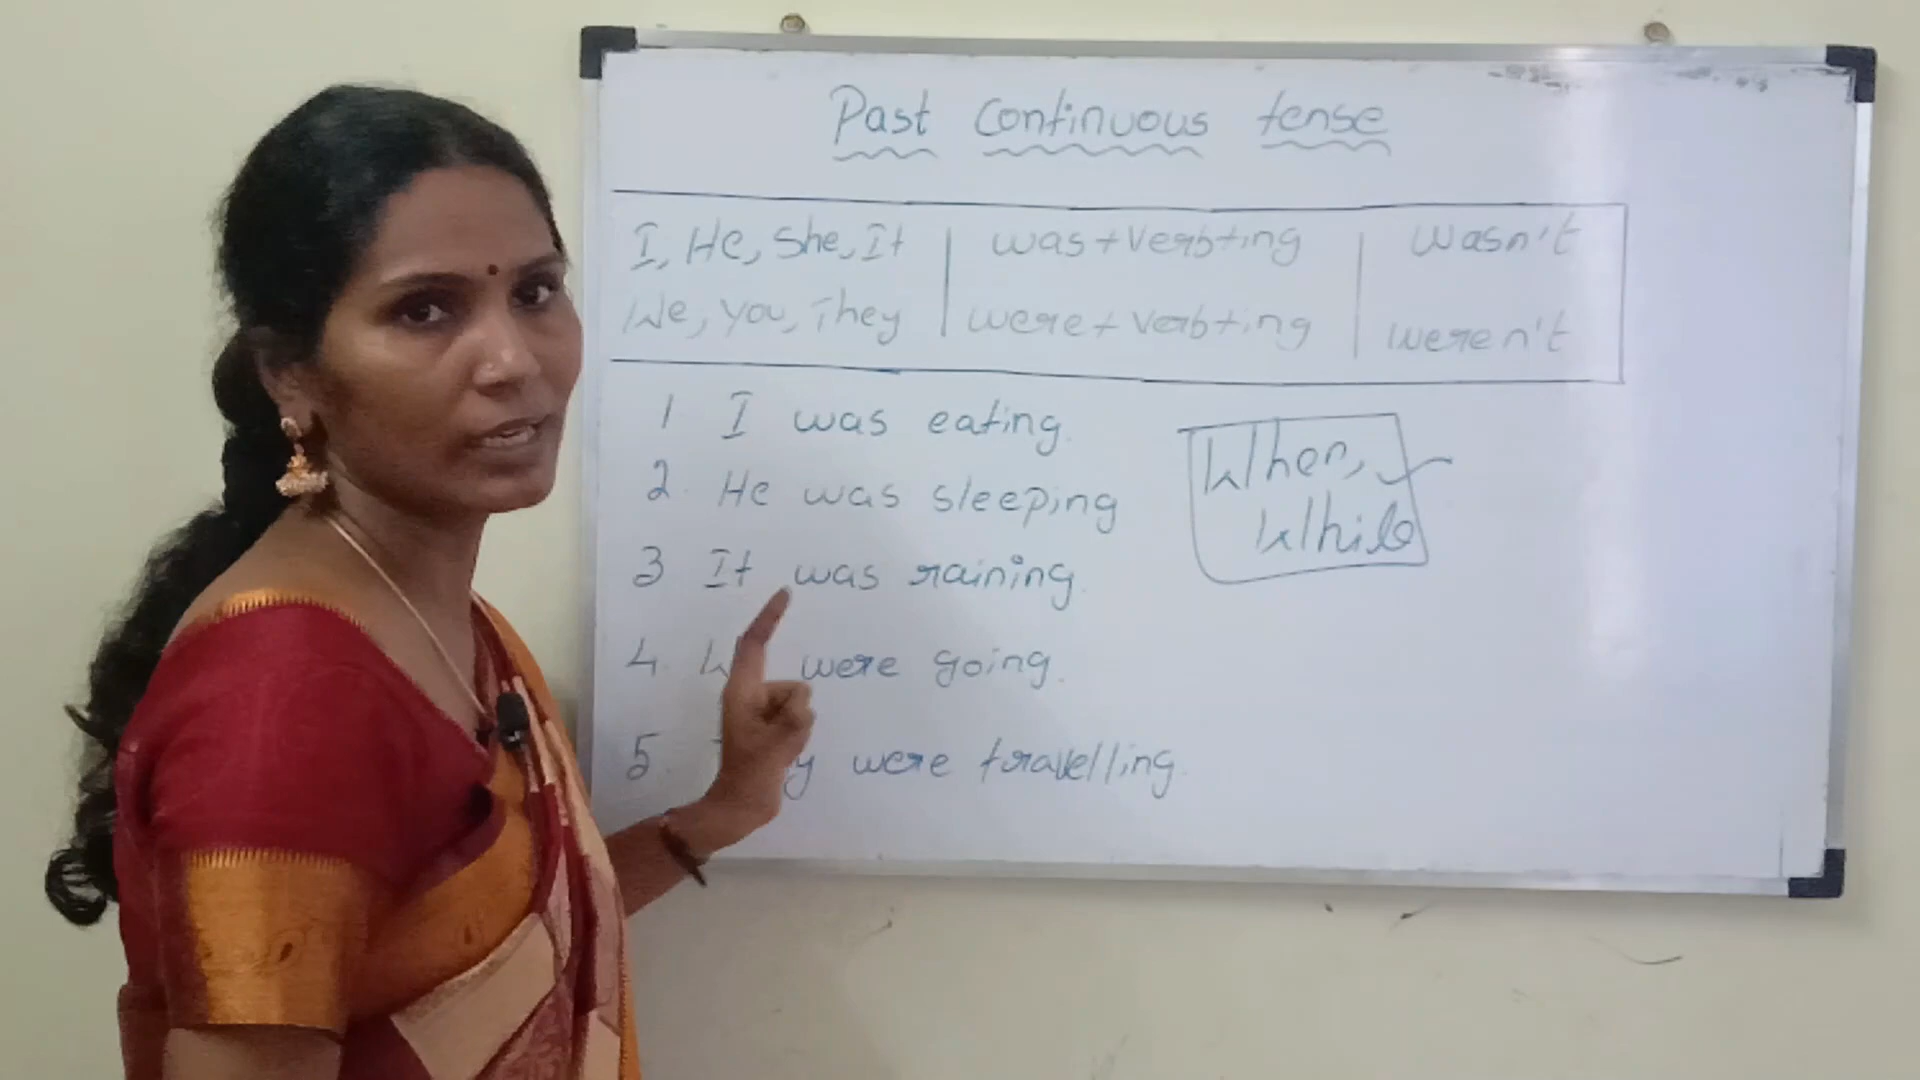 Past Continuous tense
I, He, She, It | was+verb+ing | wasn't
We, you, They | were+verb+ing | weren't
1 I was eating.
2. He was sleeping
When,
While
3 It was raining.
4. were going.
5. were travelling.